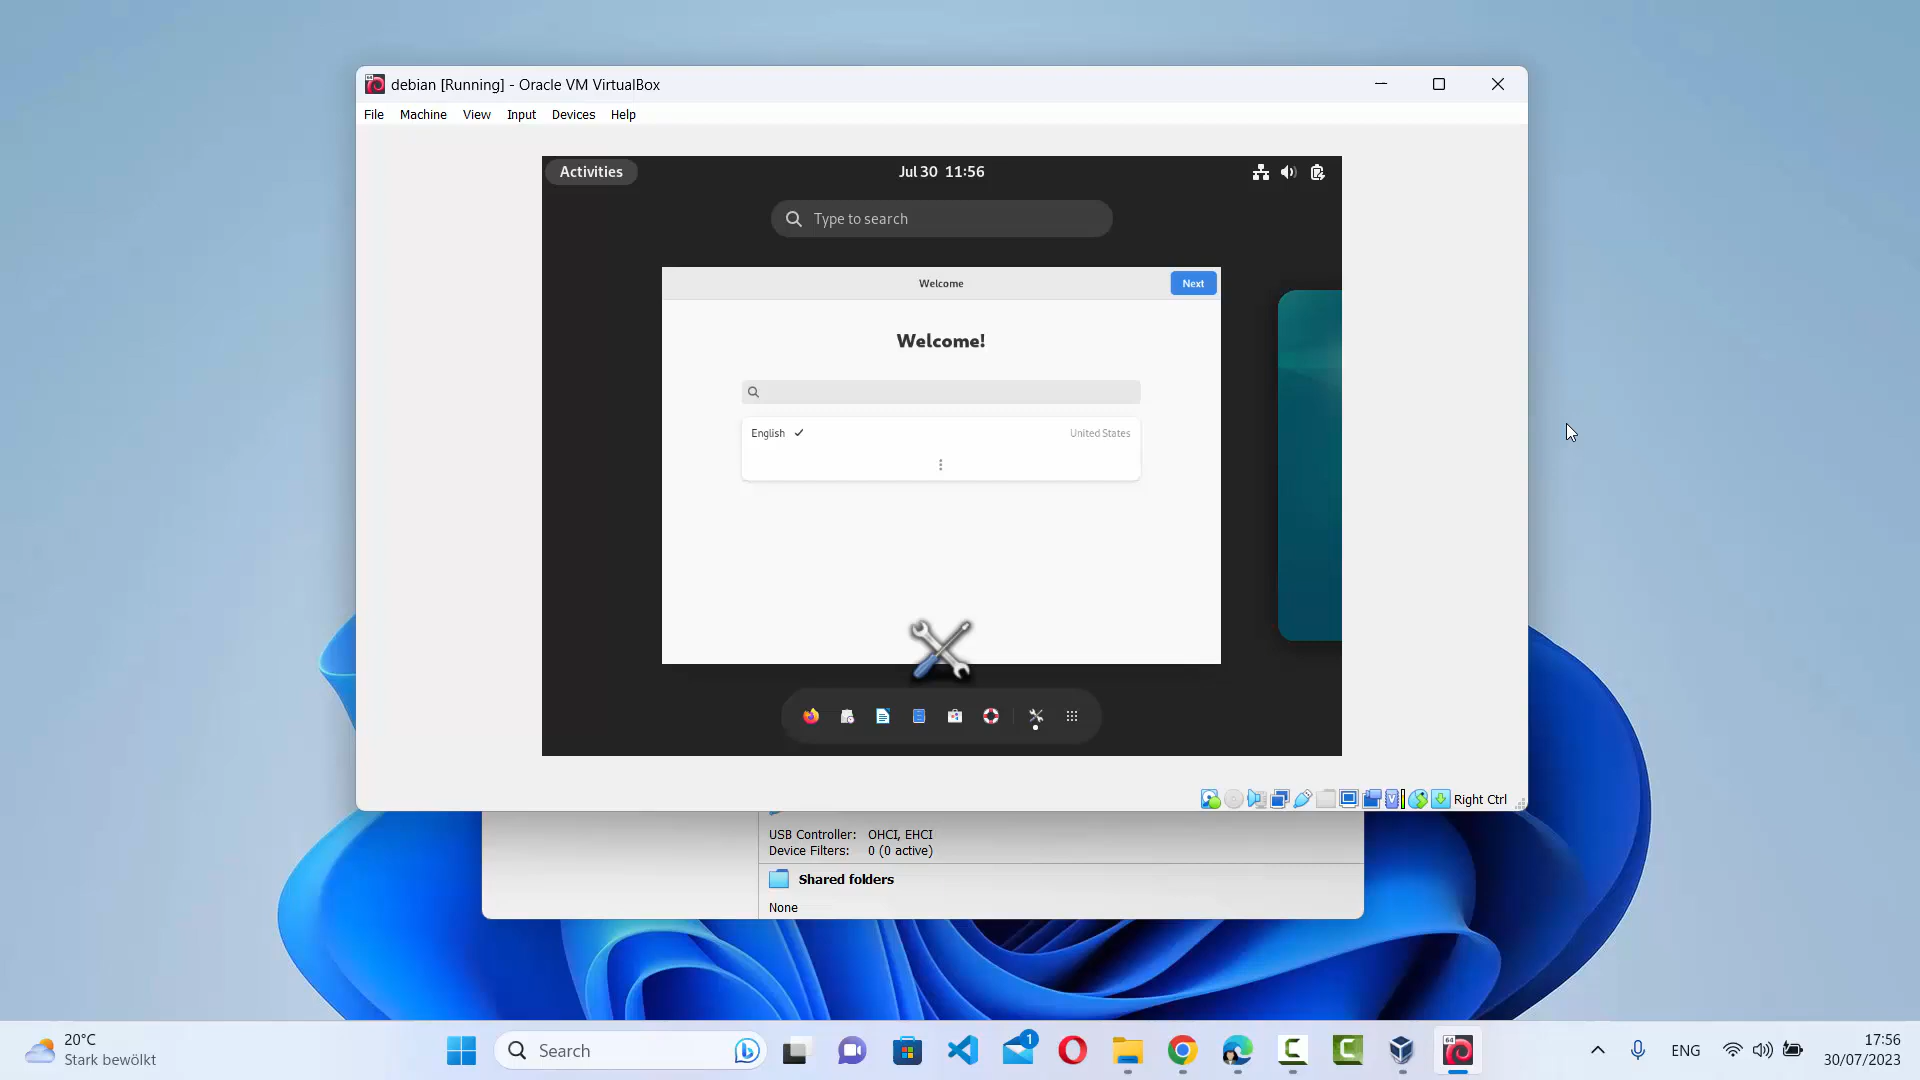 debian [Running] - Oracle VM VirtualBox
File Machine View Input Devices Help
Activities
Jul 30 11:56
Type to search
Welcome
Next
Welcome!
English
United States
Right Ctrl
USB Controller: OHCI, EHCI
Device Filters: 0 (0 active)
Shared folders
None
20°C
Stark bewölkt
Search
1
64
ENG
17:56
30/07/2023